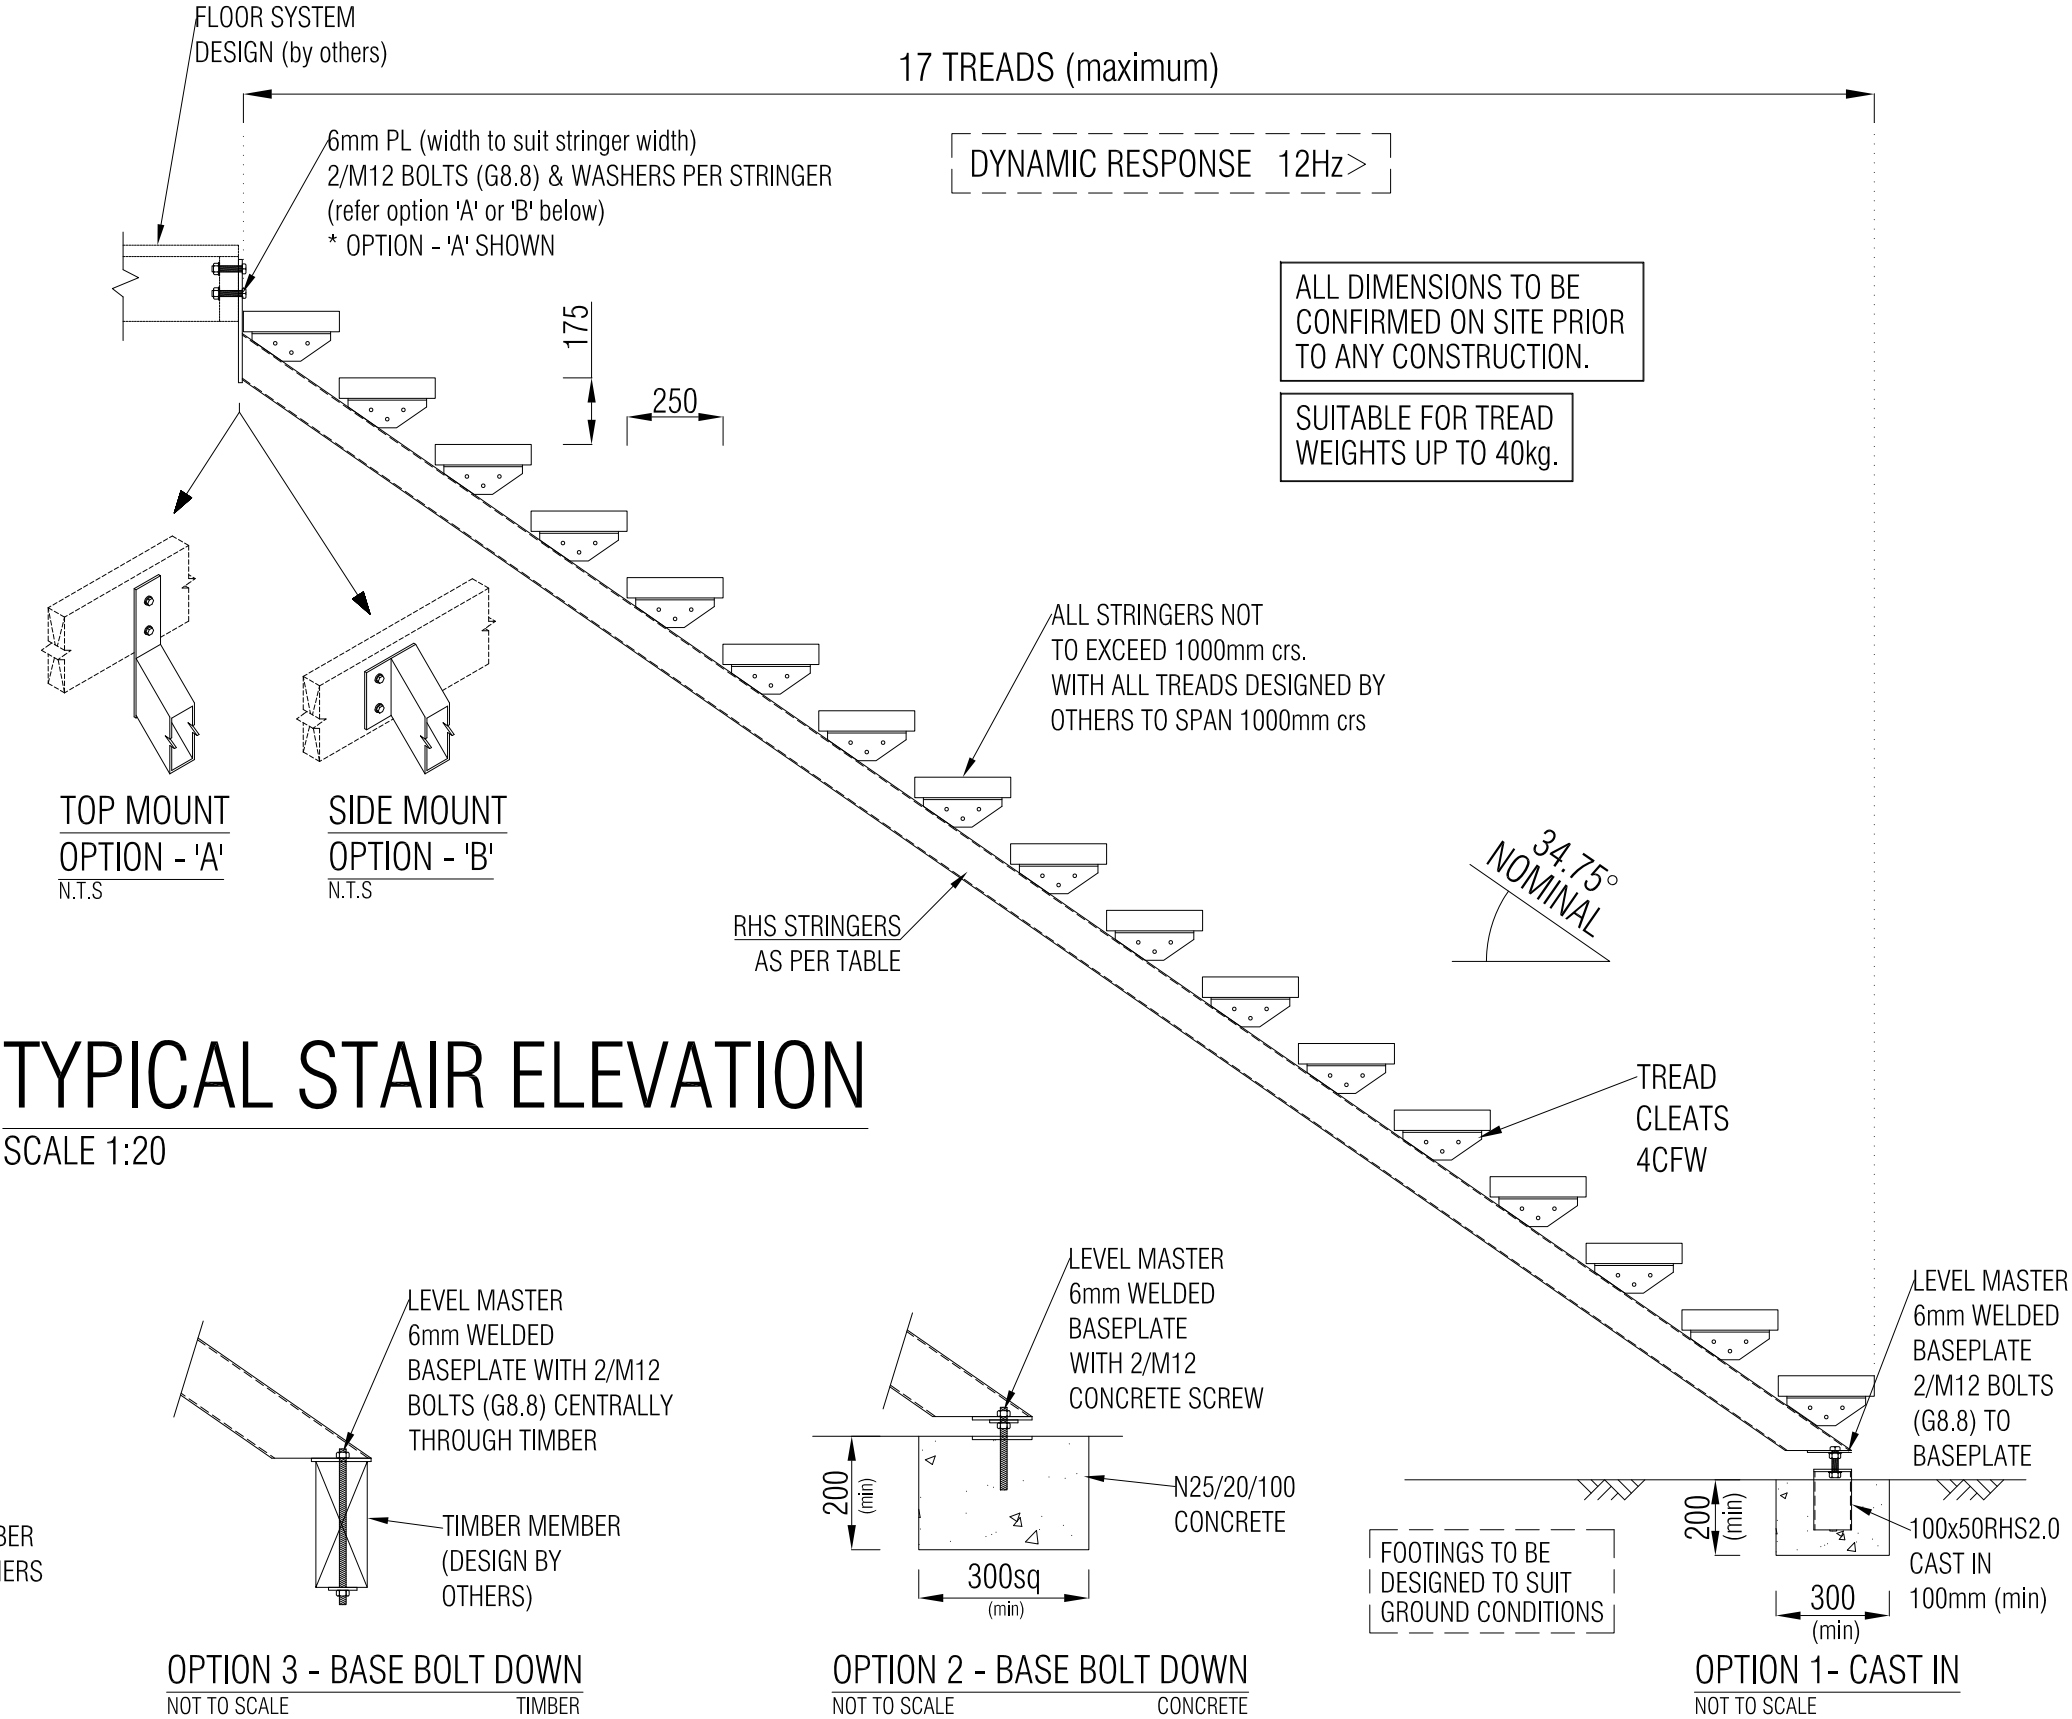 FLOOR SYSTEM
DESIGN (by others)
17 TREADS (maximum)
6mm PL (width to suit stringer width)
2/M12 BOLTS (G8.8) & WASHERS PER STRINGER
(refer option 'A' or 'B' below)
* OPTION - 'A' SHOWN
DYNAMIC RESPONSE 12Hz>
ALL DIMENSIONS TO BE
CONFIRMED ON SITE PRIOR
TO ANY CONSTRUCTION.
SUITABLE FOR TREAD
WEIGHTS UP TO 40kg.
175
250
ALL STRINGERS NOT
TO EXCEED 1000mm crs.
WITH ALL TREADS DESIGNED BY
OTHERS TO SPAN 1000mm crs
TOP MOUNT
OPTION - 'A'
N.T.S
SIDE MOUNT
OPTION - 'B'
N.T.S
34.75°
NOMINAL
RHS STRINGERS
AS PER TABLE
TYPICAL STAIR ELEVATION
SCALE 1:20
TREAD
CLEATS
4CFW
LEVEL MASTER
6mm WELDED
BASEPLATE WITH 2/M12
BOLTS (G8.8) CENTRALLY
THROUGH TIMBER
TIMBER MEMBER
(DESIGN BY
OTHERS)
BER
HERS
OPTION 3 - BASE BOLT DOWN
NOT TO SCALE TIMBER
LEVEL MASTER
6mm WELDED
BASEPLATE
WITH 2/M12
CONCRETE SCREW
200
(min)
N25/20/100
CONCRETE
300sq
(min)
OPTION 2 - BASE BOLT DOWN
NOT TO SCALE CONCRETE
FOOTINGS TO BE
DESIGNED TO SUIT
GROUND CONDITIONS
LEVEL MASTER
6mm WELDED
BASEPLATE
2/M12 BOLTS
(G8.8) TO
BASEPLATE
200
(min)
100x50RHS2.0
CAST IN
100mm (min)
300
(min)
OPTION 1- CAST IN
NOT TO SCALE